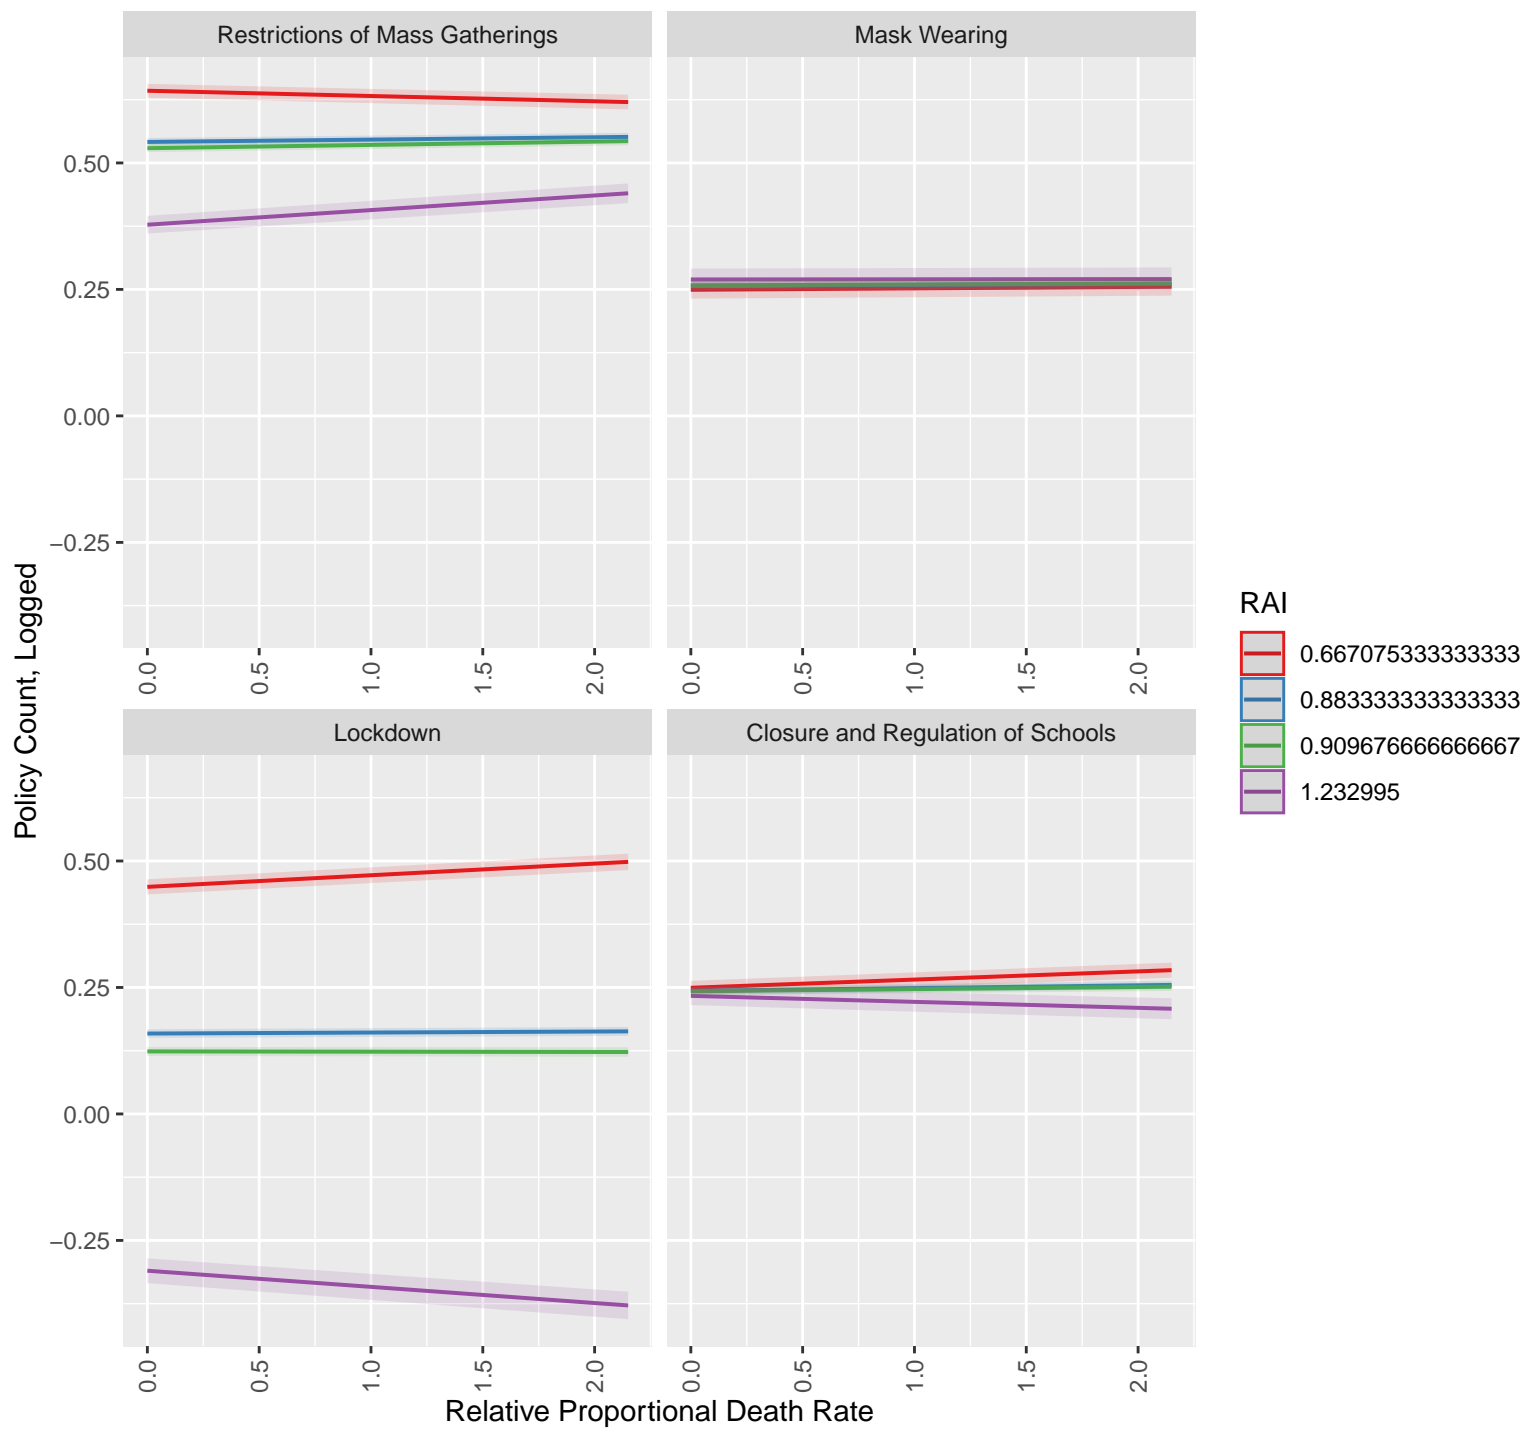 Restrictions of Mass Gatherings
Mask Wearing
0.50
0.25
0.00
−0.25
0.0 0.5 1.0 1.5 2.0
0.0 0.5 1.0 1.5 2.0
Policy Count, Logged
Lockdown
Closure and Regulation of Schools
0.50
0.25
0.00
−0.25
0.0 0.5 1.0 1.5 2.0
0.0 0.5 1.0 1.5 2.0
Relative Proportional Death Rate
RAI
0.667075333333333
0.883333333333333
0.909676666666667
1.232995